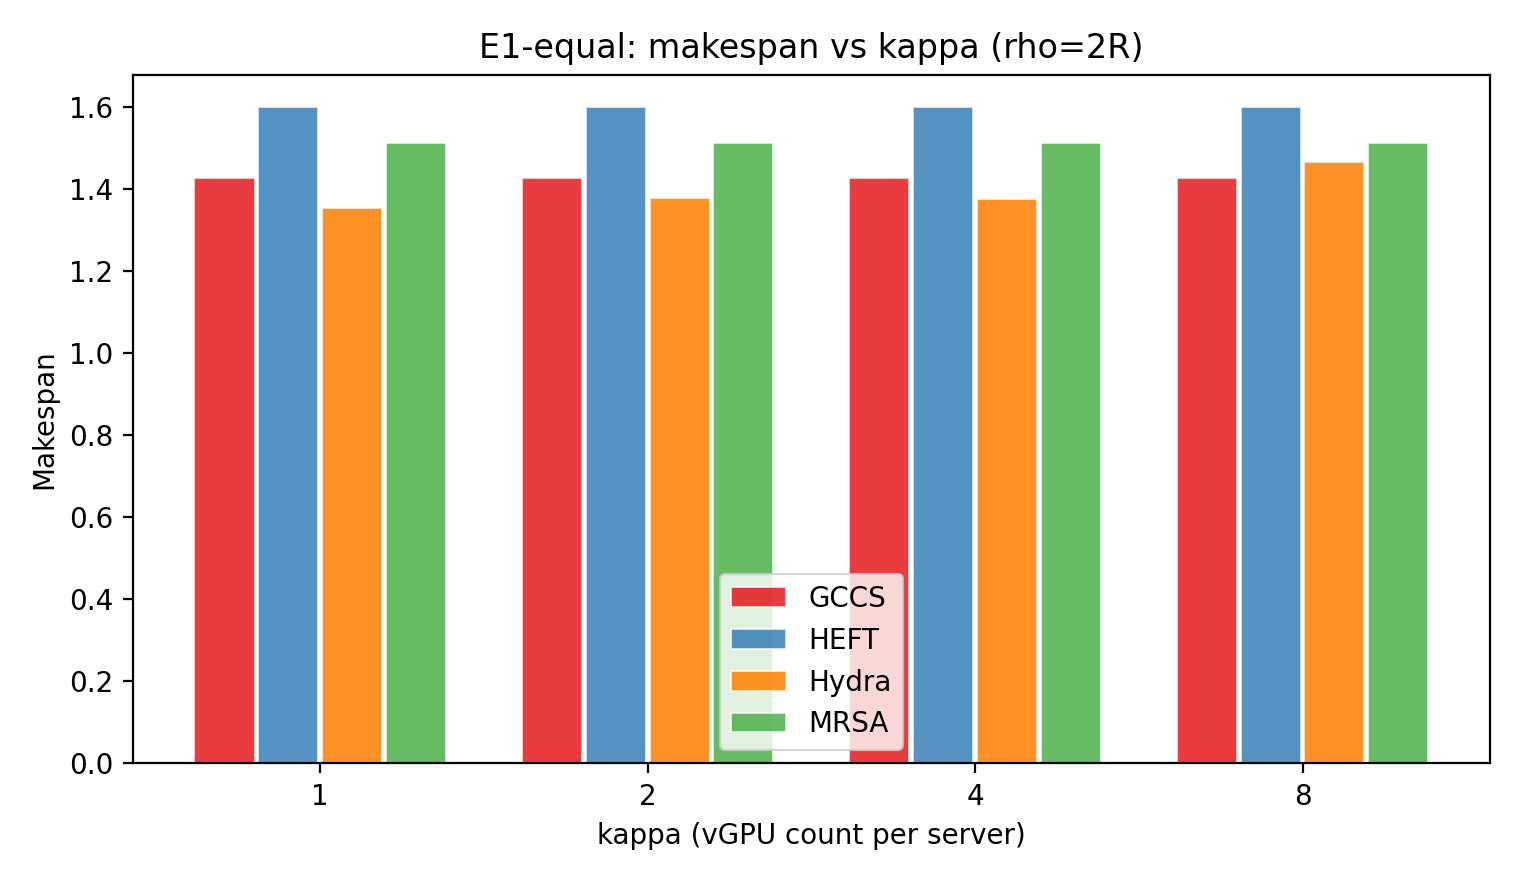 E1-equal: makespan vs kappa (rho=2R)
Makespan
1.6
1.4
1.2
1.0
0.8
0.6
0.4
0.2
0.0
GCCS
HEFT
Hydra
MRSA
1 2 4 8
kappa (vGPU count per server)